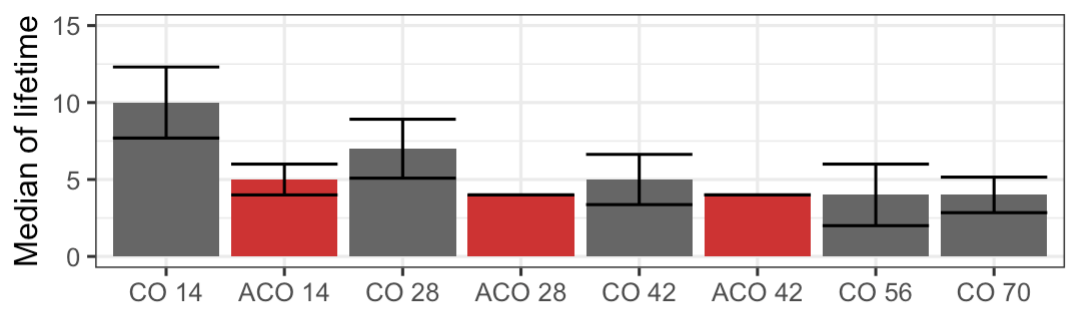 Median of lifetime
15
10
5
0
CO 14 ACO 14 CO 28 ACO 28 CO 42 ACO 42 CO 56 CO 70